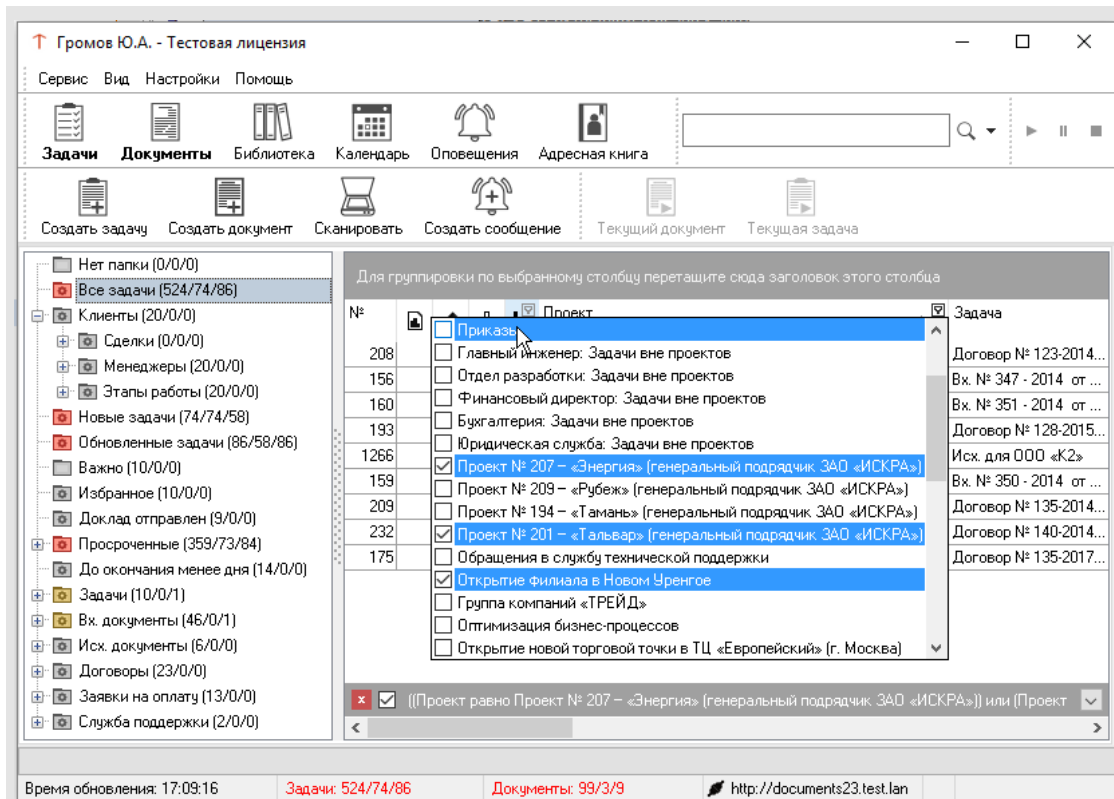 Громов Ю.А. - Тестовая лицензия
Сервис Вид Настройки Помощь
Задачи Документы Библиотека Календарь Оповещения Адресная книга
Создать задачу Создать документ Сканировать Создать сообщение Текущий документ Текущая задача
Нет папки (0/0/0)
Все задачи (524/74/86)
Клиенты (20/0/0)
Сделки (0/0/0)
Менеджеры (20/0/0)
Этапы работы (20/0/0)
Новые задачи (74/74/58)
Обновленные задачи (86/58/86)
Важно (10/0/0)
Избранное (10/0/0)
Доклад отправлен (9/0/0)
Просроченные (359/73/84)
До окончания менее дня (14/0/0)
Задачи (10/0/1)
Вх. документы (46/0/1)
Исх. документы (6/0/0)
Договоры (23/0/0)
Заявки на оплату (13/0/0)
Служба поддержки (2/0/0)
Для группировки по выбранному столбцу перетащите сюда заголовок этого столбца
№ Проект Задача
208
156
160
193
1266
159
209
232
175
Приказы
Главный инженер: Задачи вне проектов
Отдел разработки: Задачи вне проектов
Финансовый директор: Задачи вне проектов
Бухгалтерия: Задачи вне проектов
Юридическая служба: Задачи вне проектов
Проект № 207 – «Энергия» (генеральный подрядчик ЗАО «ИСКРА»)
Проект № 209 – «Рубеж» (генеральный подрядчик ЗАО «ИСКРА»)
Проект № 194 – «Тамань» (генеральный подрядчик ЗАО «ИСКРА»)
Проект № 201 – «Тальвар» (генеральный подрядчик ЗАО «ИСКРА»)
Обращения в службу технической поддержки
Открытие филиала в Новом Уренгое
Группа компаний «ТРЕЙД»
Оптимизация бизнес-процессов
Открытие новой торговой точки в ТЦ «Европейский» (г. Москва)
Договор № 123-2014...
Вх. № 347 - 2014 от ...
Вх. № 351 - 2014 от ...
Договор № 128-2015...
Исх. для ООО «К2»
Вх. № 350 - 2014 от ...
Договор № 135-2014...
Договор № 140-2014...
Договор № 135-2017...
((Проект равно Проект № 207 – «Энергия» (генеральный подрядчик ЗАО «ИСКРА»)) или (Проект
Время обновления: 17:09:16 Задачи: 524/74/86 Документы: 99/3/9 http://documents23.test.lan